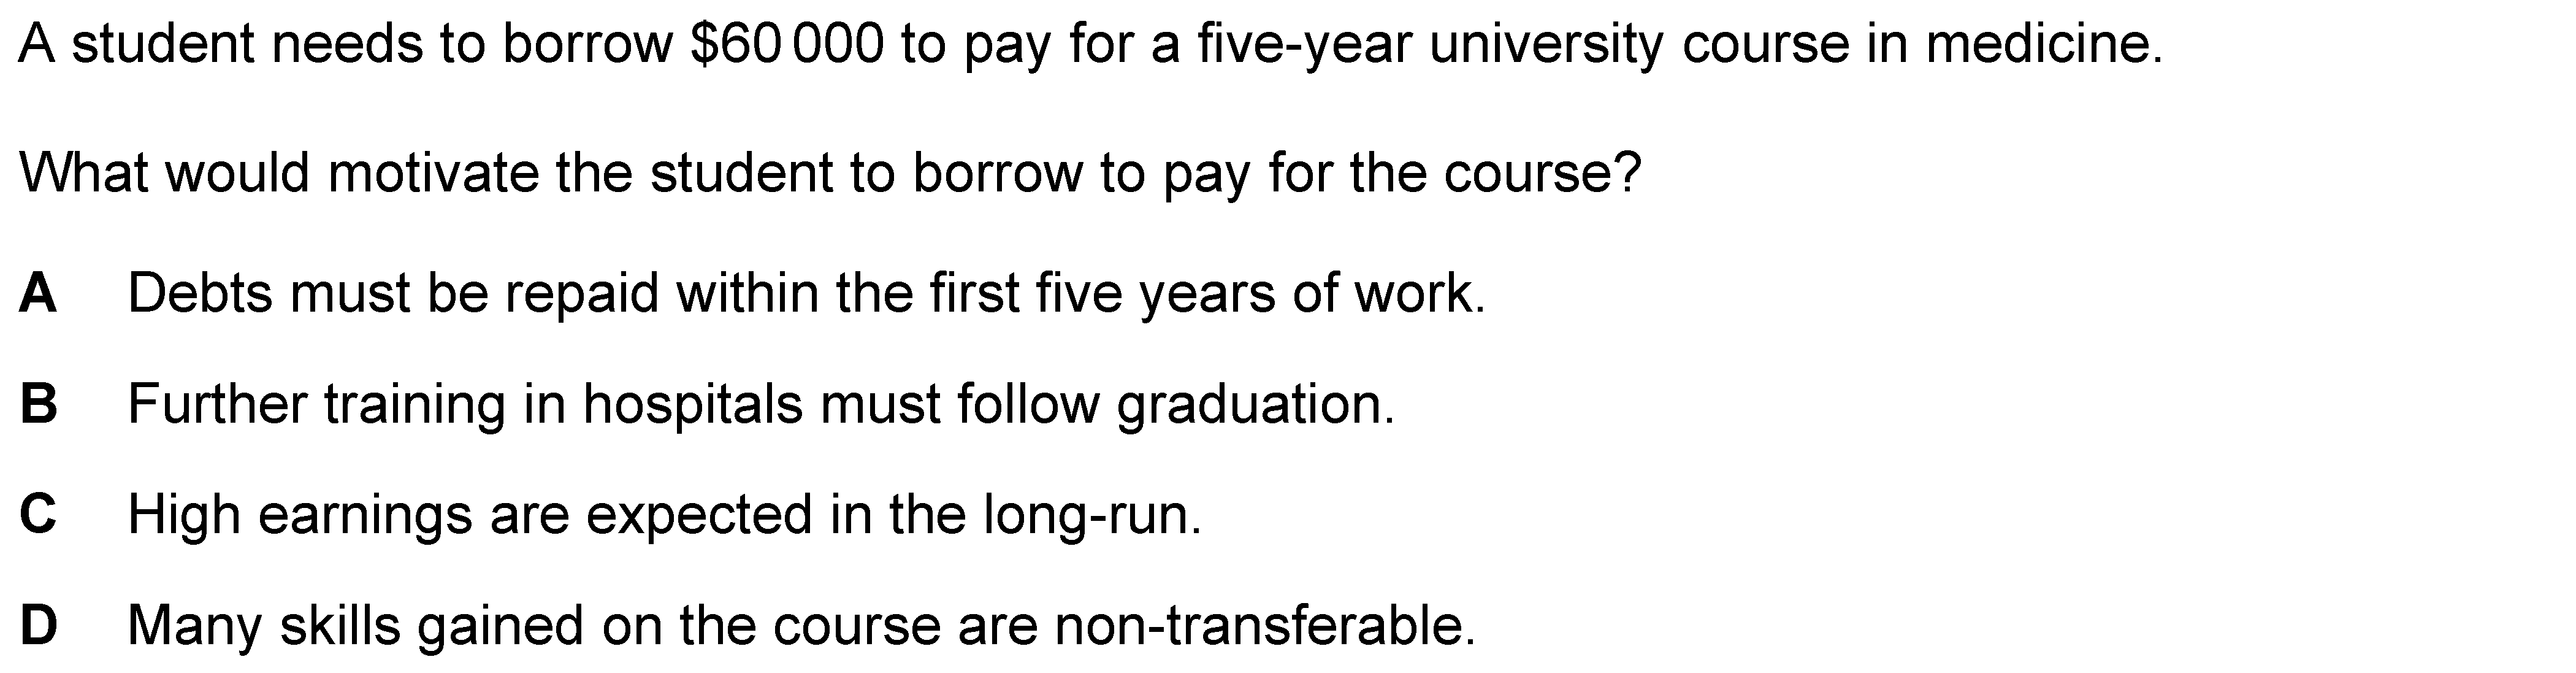 A student needs to borrow $60 000 to pay for a five-year university course in medicine.
What would motivate the student to borrow to pay for the course?
A Debts must be repaid within the first five years of work.
B Further training in hospitals must follow graduation.
C High earnings are expected in the long-run.
D Many skills gained on the course are non-transferable.